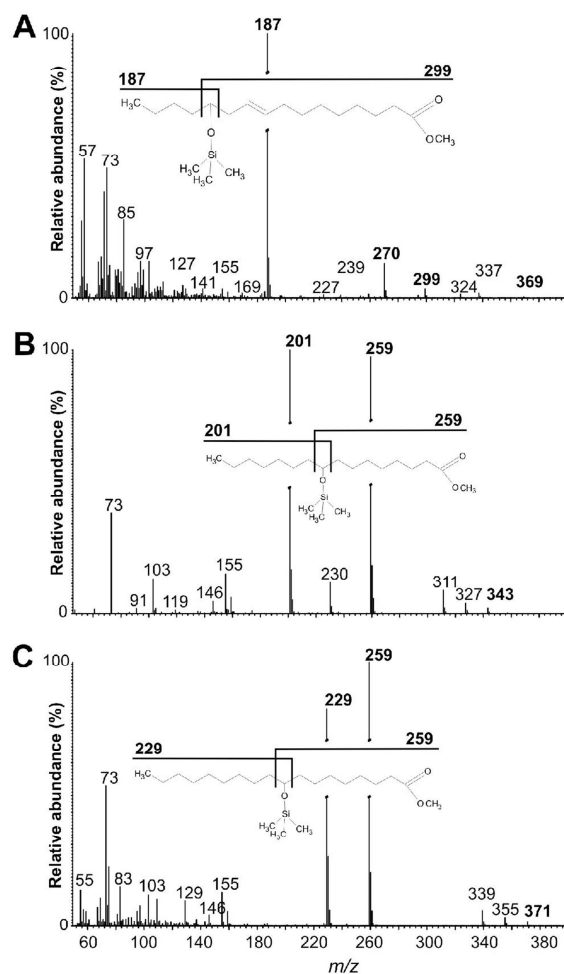 A
100
187
187
299
H₃C
O
OCH₃
O
Si
H₃C
H₃C
CH₃
Relative abundance (%)
57
73
85
97
127
141
155
169
227
239
270
299
324
337
369
0
B
100
201
259
201
259
H₃C
O
OCH₃
O
Si
H₃C
H₃C
CH₃
Relative abundance (%)
73
91
103
119
146
155
230
311
327
343
0
C
100
259
229
229
259
H₃C
O
OCH₃
O
Si
H₃C
H₃C
CH₃
Relative abundance (%)
55
73
83
103
129
146
155
339
355
371
0
60 100 140 180 220 260 300 340 380
m/z